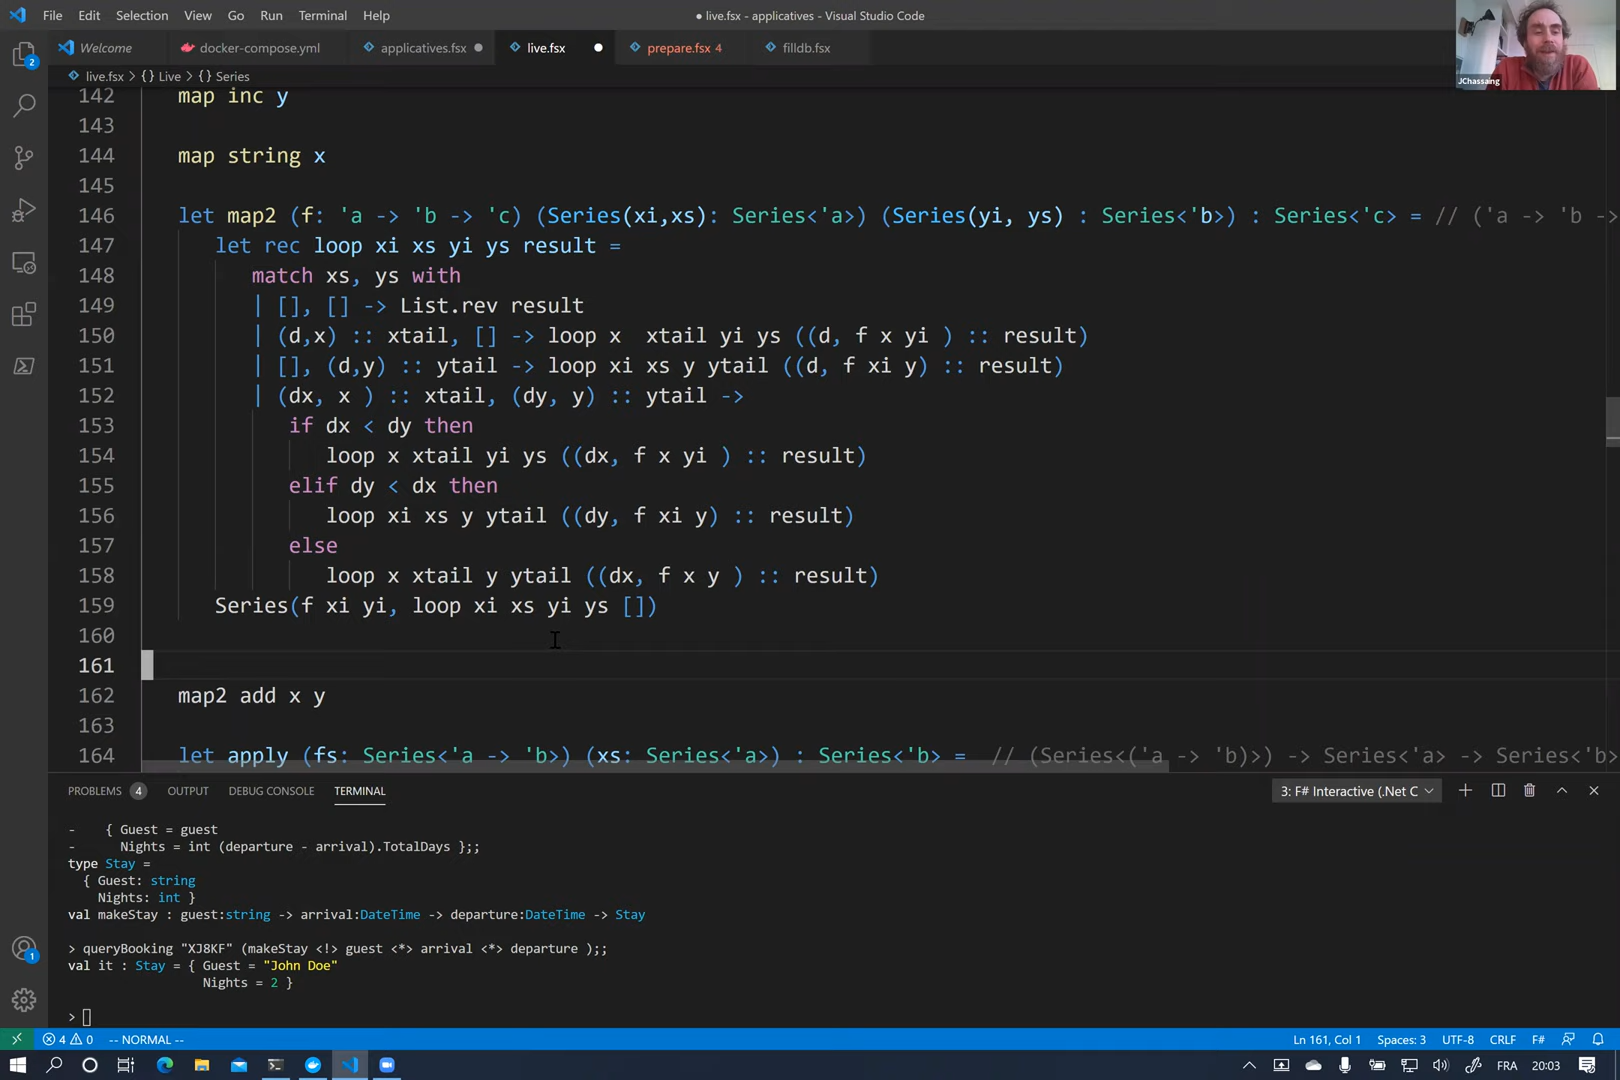 File Edit Selection View Go Run Terminal Help
● live.fsx - applicatives - Visual Studio Code
JChassaing
Welcome docker-compose.yml applicatives.fsx live.fsx prepare.fsx 4 filldb.fsx
live.fsx > {} Live > {} Series
142 map inc y
143
144 map string x
145
146 let map2 (f: 'a -> 'b -> 'c) (Series(xi,xs): Series<'a>) (Series(yi, ys) : Series<'b>) : Series<'c> = // ('a -> 'b ->
147 let rec loop xi xs yi ys result =
148 match xs, ys with
149 | [], [] -> List.rev result
150 | (d,x) :: xtail, [] -> loop x  xtail yi ys ((d, f x yi ) :: result)
151 | [], (d,y) :: ytail -> loop xi xs y ytail ((d, f xi y) :: result)
152 | (dx, x ) :: xtail, (dy, y) :: ytail ->
153 if dx < dy then
154 loop x xtail yi ys ((dx, f x yi ) :: result)
155 elif dy < dx then
156 loop xi xs y ytail ((dy, f xi y) :: result)
157 else
158 loop x xtail y ytail ((dx, f x y ) :: result)
159 Series(f xi yi, loop xi xs yi ys [])
160
161
162 map2 add x y
163
164 let apply (fs: Series<'a -> 'b>) (xs: Series<'a>) : Series<'b> = // (Series<('a -> 'b)>) -> Series<'a> -> Series<'b>
PROBLEMS 4 OUTPUT DEBUG CONSOLE TERMINAL 3: F# Interactive (.Net C
- { Guest = guest
- Nights = int (departure - arrival).TotalDays };;
type Stay =
{ Guest: string
Nights: int }
val makeStay : guest:string -> arrival:DateTime -> departure:DateTime -> Stay
> queryBooking "XJ8KF" (makeStay <!> guest <*> arrival <*> departure );;
val it : Stay = { Guest = "John Doe"
Nights = 2 }
>
4 0 -- NORMAL -- Ln 161, Col 1 Spaces: 3 UTF-8 CRLF F#
FRA 20:03
2
1